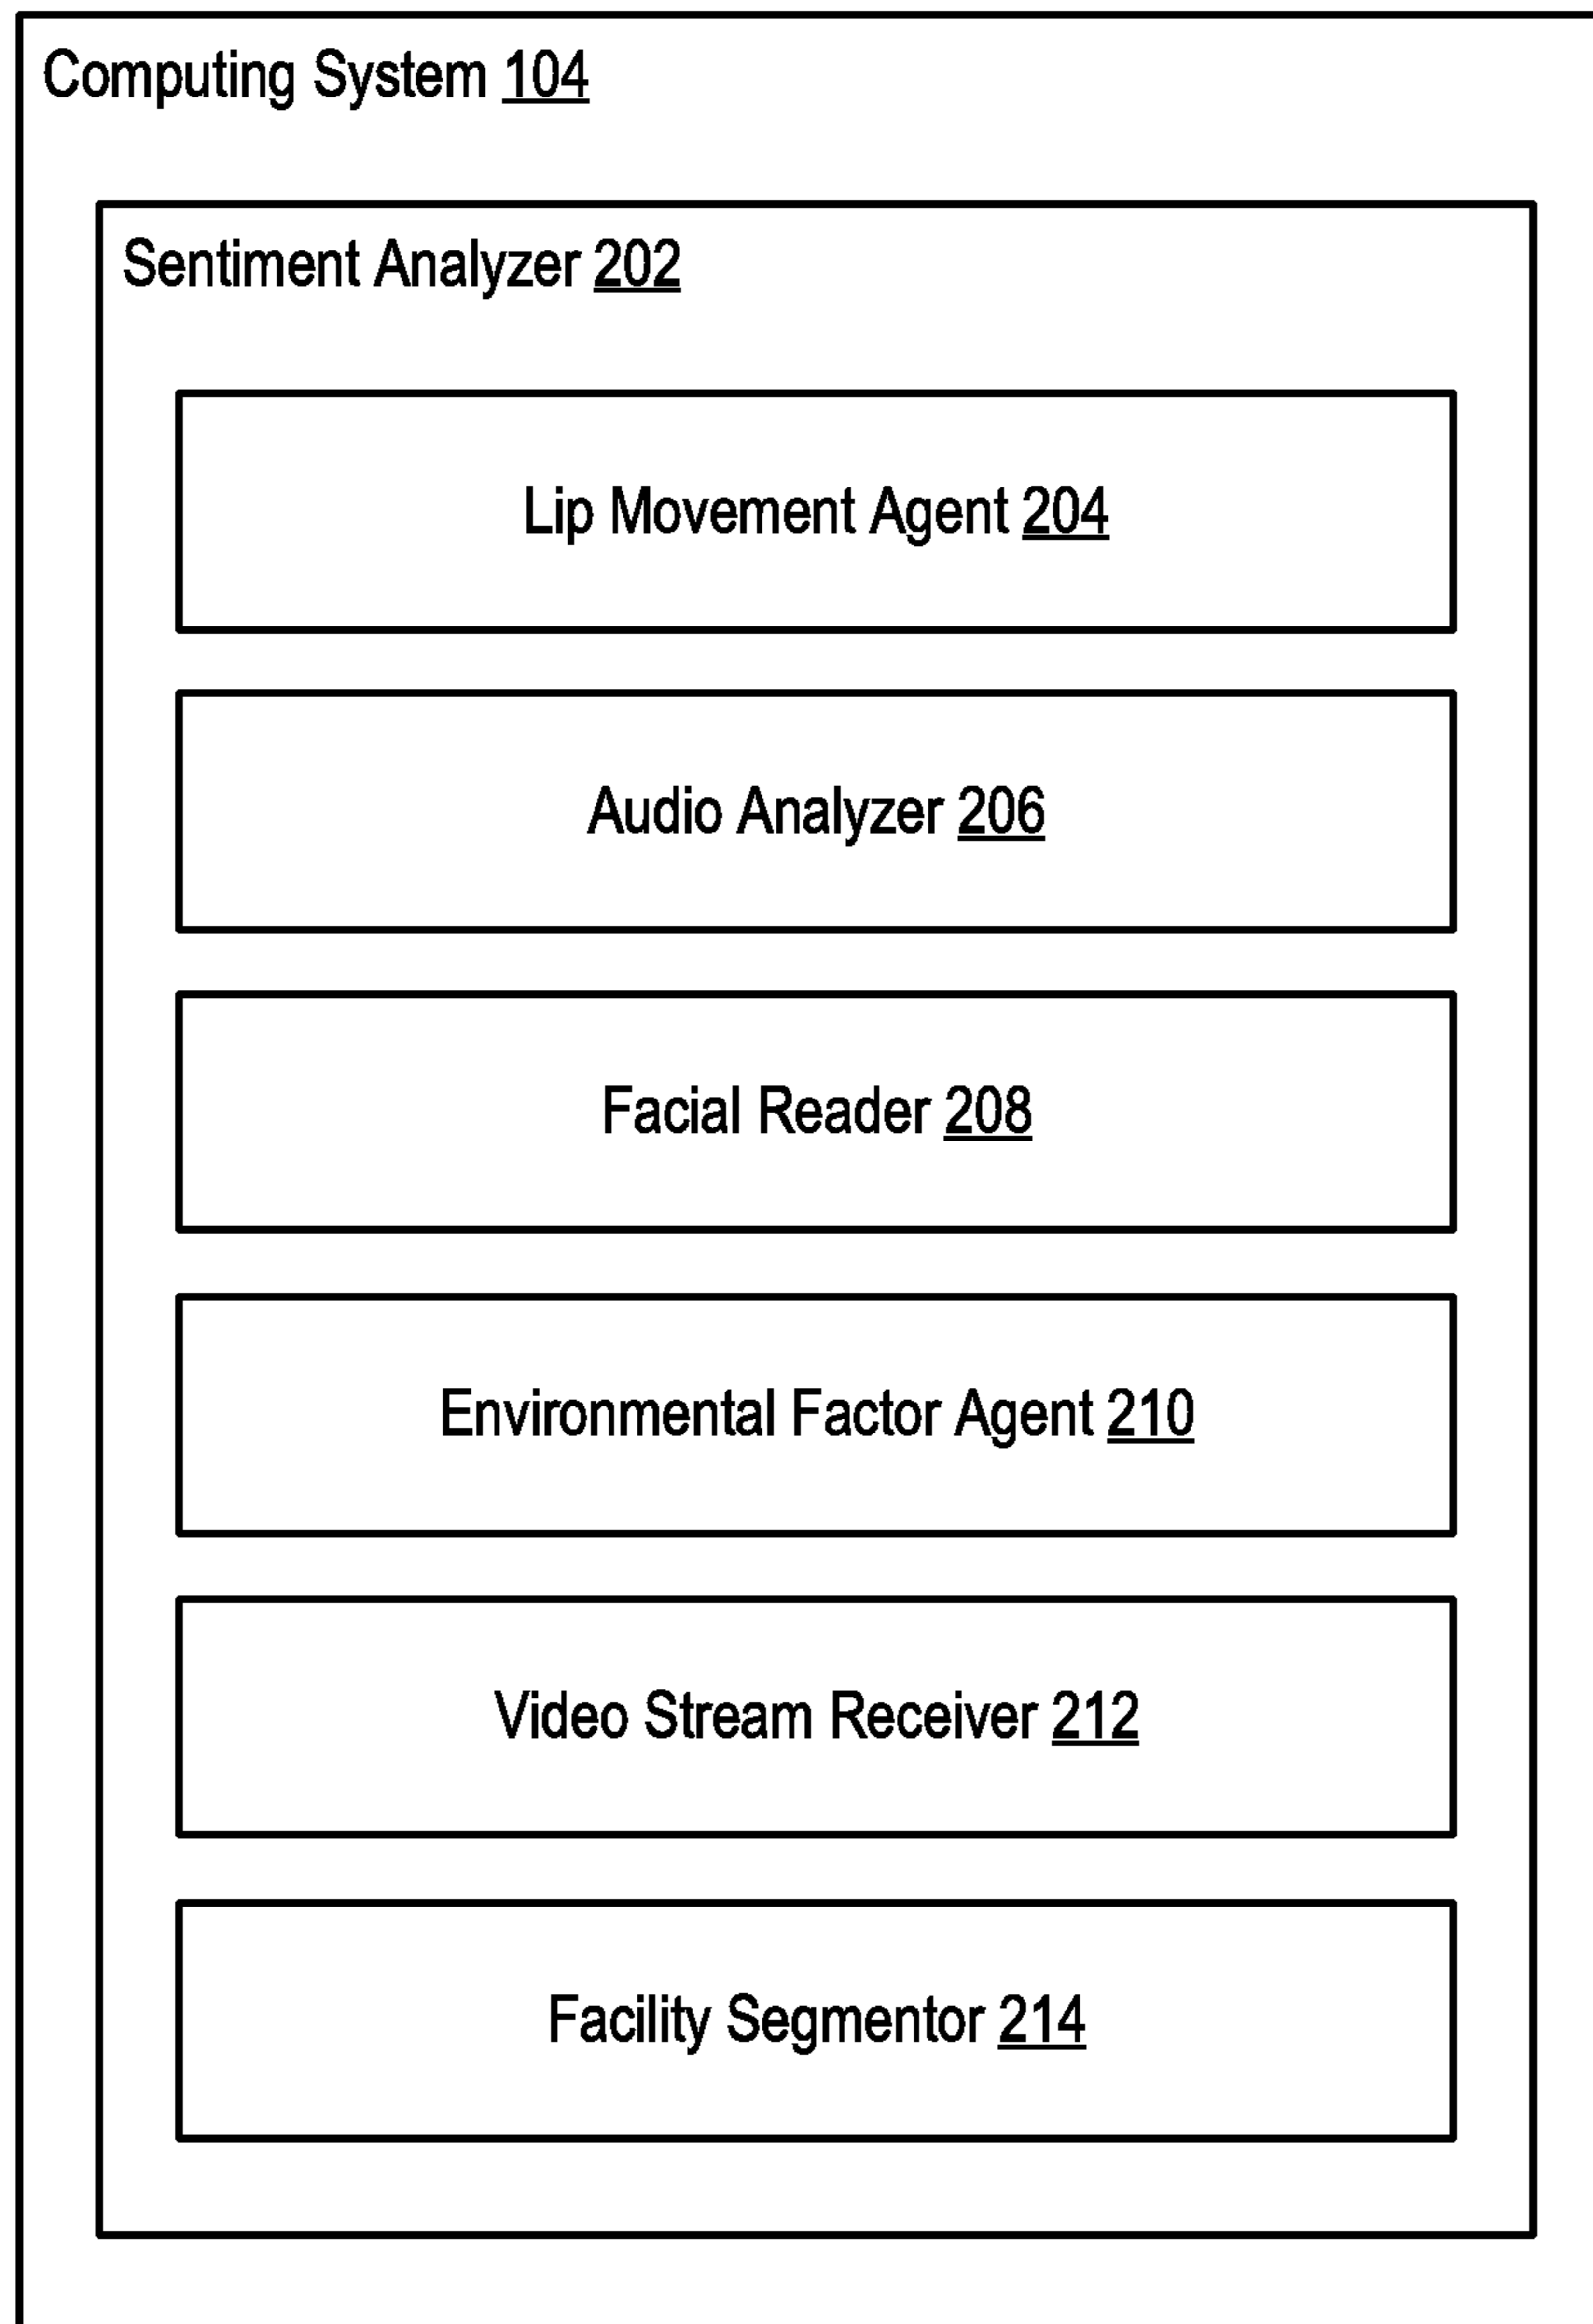 Computing System 104
Sentiment Analyzer 202
Lip Movement Agent 204
Audio Analyzer 206
Facial Reader 208
Environmental Factor Agent 210
Video Stream Receiver 212
Facility Segmentor 214